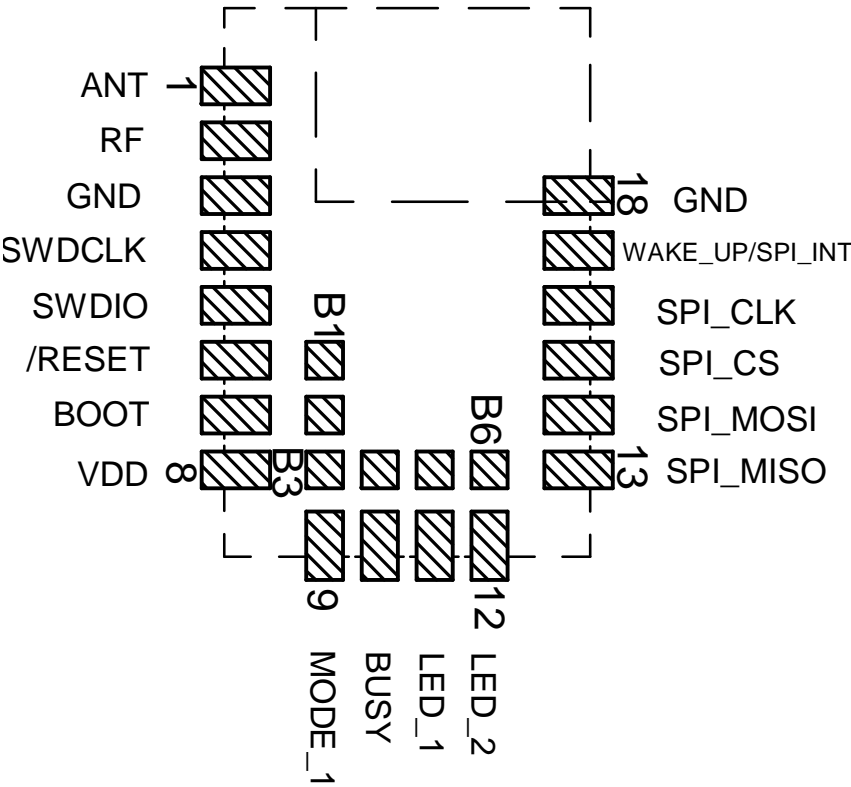 ANT 1
RF
GND
18 GND
SWDCLK
WAKE_UP/SPI_INT
SWDIO
B1
SPI_CLK
/RESET
SPI_CS
BOOT
B6
SPI_MOSI
VDD 8
B3
13 SPI_MISO
9
12
MODE_1
BUSY
LED_1
LED_2